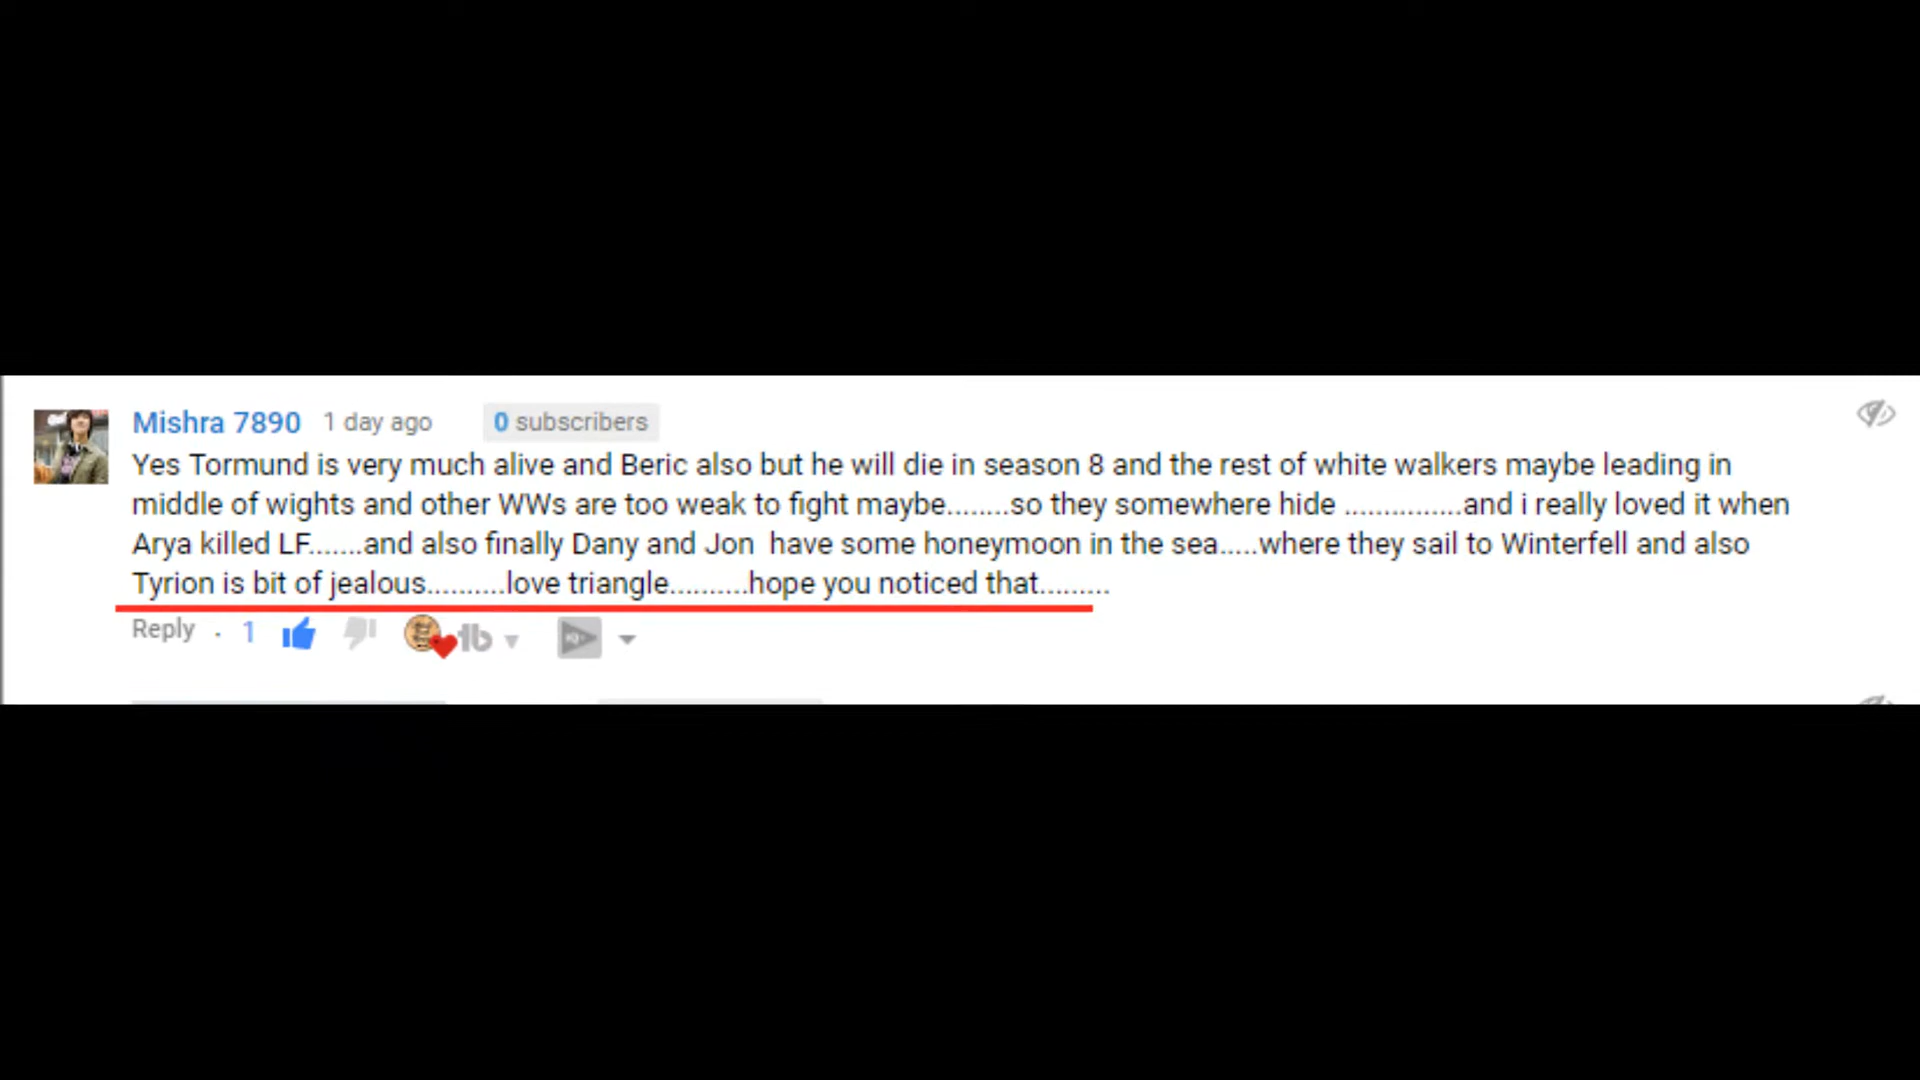 Mishra 7890 1 day ago 0 subscribers
Yes Tormund is very much alive and Beric also but he will die in season 8 and the rest of white walkers maybe leading in
middle of wights and other WWs are too weak to fight maybe........so they somewhere hide ...............and i really loved it when
Arya killed LF.......and also finally Dany and Jon  have some honeymoon in the sea.....where they sail to Winterfell and also
Tyrion is bit of jealous..........love triangle..........hope you noticed that.........
Reply . 1 tb